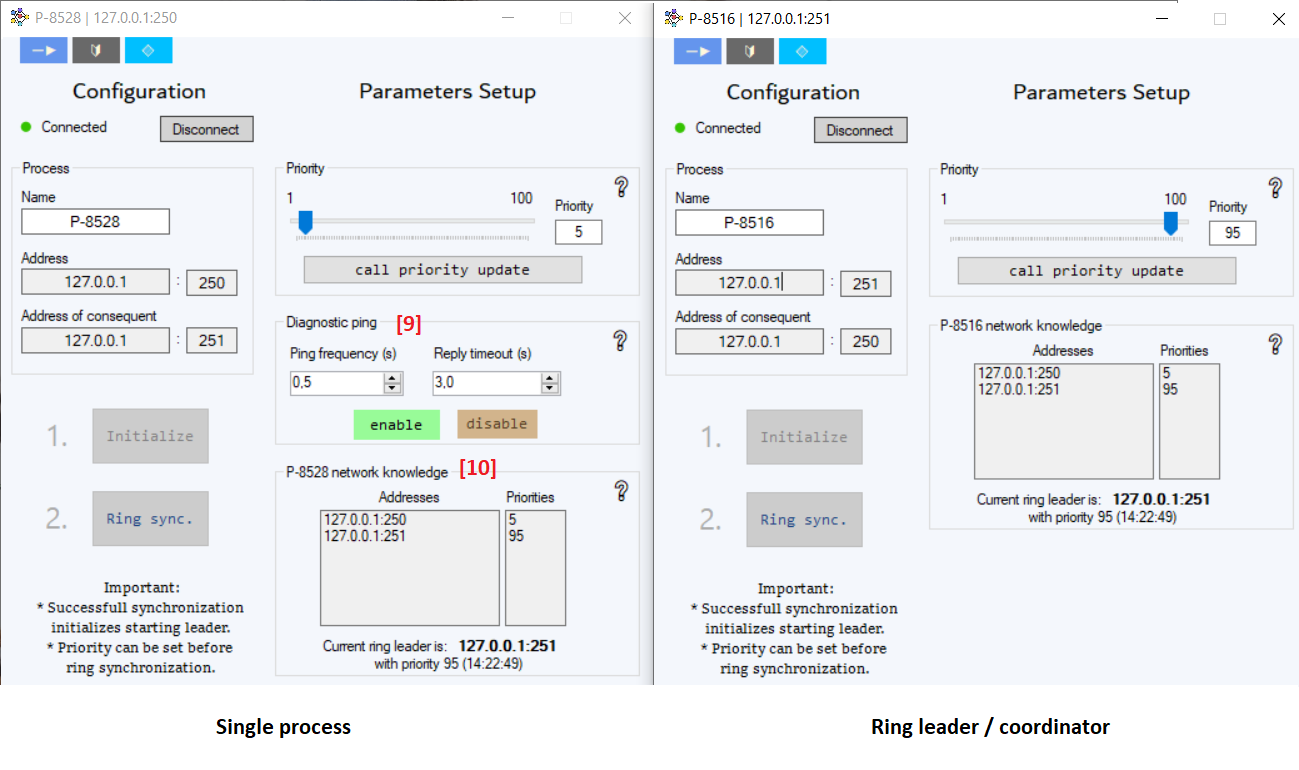 P-8528 | 127.0.0.1:250
Configuration
Parameters Setup
Connected
Disconnect
Process
Name
P-8528
Address
127.0.0.1 : 250
Address of consequent
127.0.0.1 : 251
1. Initialize
2. Ring sync.
Important:
* Successfull synchronization
initializes starting leader.
* Priority can be set before
ring synchronization.
Priority
1 100
Priority
5
call priority update
Diagnostic ping [9]
Ping frequency (s) Reply timeout (s)
0,5 3,0
enable disable
P-8528 network knowledge [10]
Addresses Priorities
127.0.0.1:250 5
127.0.0.1:251 95
Current ring leader is: 127.0.0.1:251
with priority 95 (14:22:49)
Single process
P-8516 | 127.0.0.1:251
Configuration
Parameters Setup
Connected
Disconnect
Process
Name
P-8516
Address
127.0.0.1 : 251
Address of consequent
127.0.0.1 : 250
1. Initialize
2. Ring sync.
Important:
* Successfull synchronization
initializes starting leader.
* Priority can be set before
ring synchronization.
Priority
1 100
Priority
95
call priority update
P-8516 network knowledge
Addresses Priorities
127.0.0.1:250 5
127.0.0.1:251 95
Current ring leader is: 127.0.0.1:251
with priority 95 (14:22:49)
Ring leader / coordinator